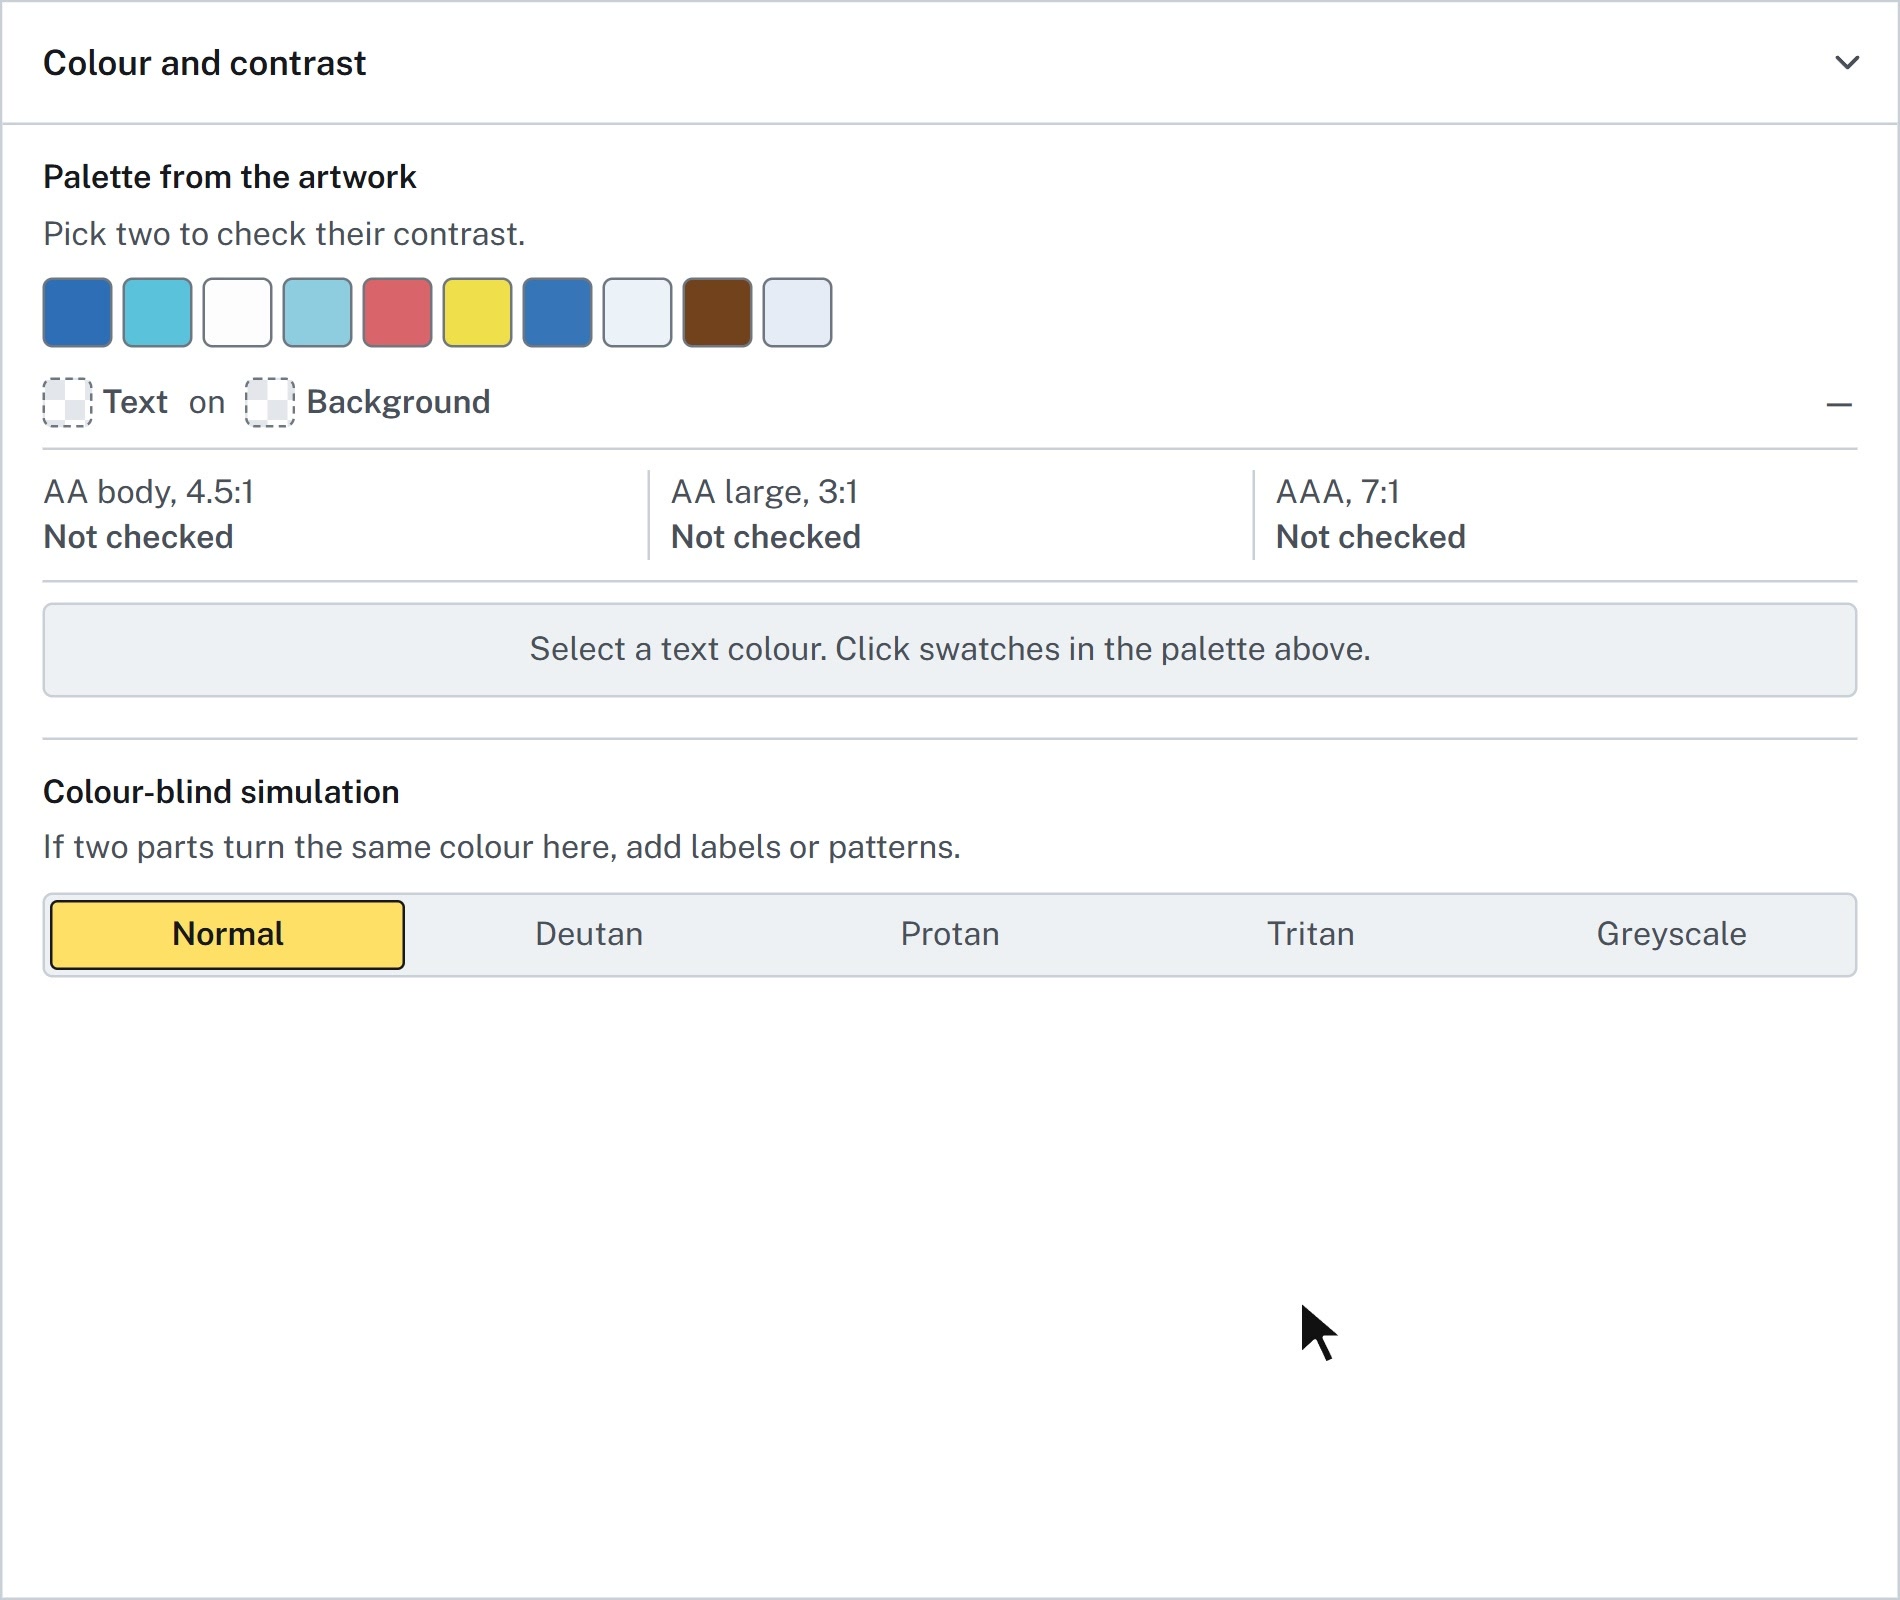 Colour and contrast
Palette from the artwork
Pick two to check their contrast.
Text on Background —
AA body, 4.5:1
Not checked
AA large, 3:1
Not checked
AAA, 7:1
Not checked
Select a text colour. Click swatches in the palette above.
Colour-blind simulation
If two parts turn the same colour here, add labels or patterns.
Normal Deutan Protan Tritan Greyscale